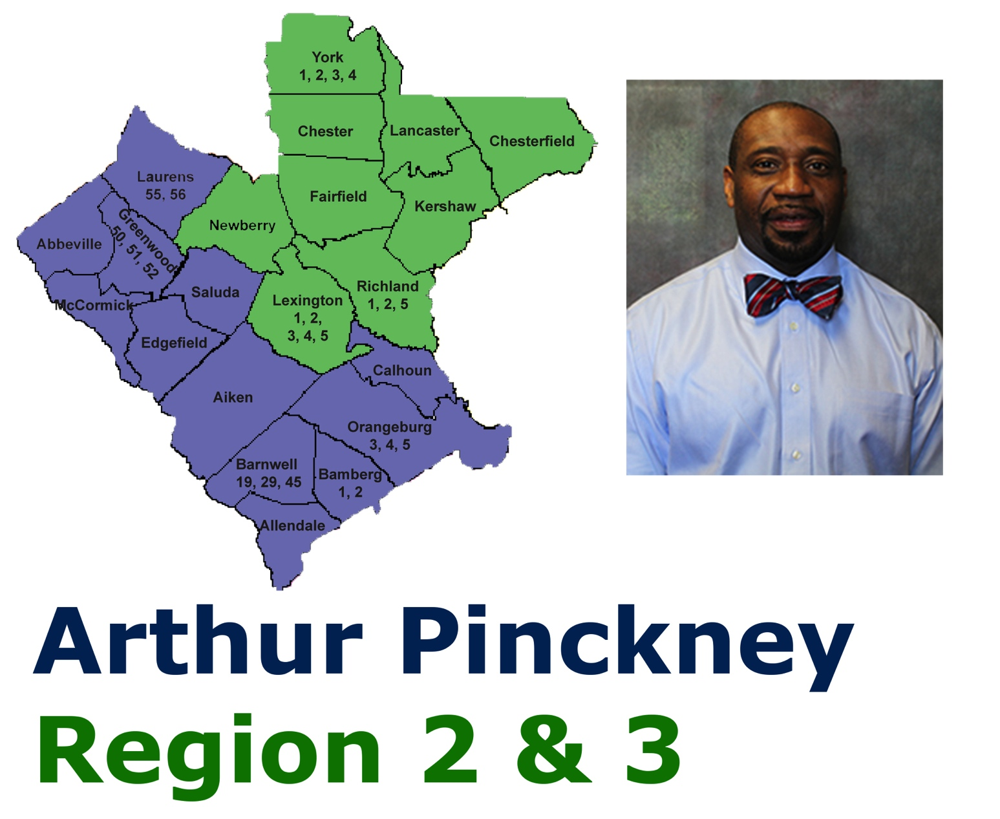 York
1, 2, 3, 4
Chester
Lancaster
Chesterfield
Laurens
55, 56
Fairfield
Kershaw
Newberry
Greenwood
50, 51, 52
Abbeville
Saluda
Richland
1, 2, 5
Lexington
1, 2,
3, 4, 5
McCormick
Edgefield
Calhoun
Aiken
Orangeburg
3, 4, 5
Barnwell
19, 29, 45
Bamberg
1, 2
Allendale
Arthur Pinckney
Region 2 & 3